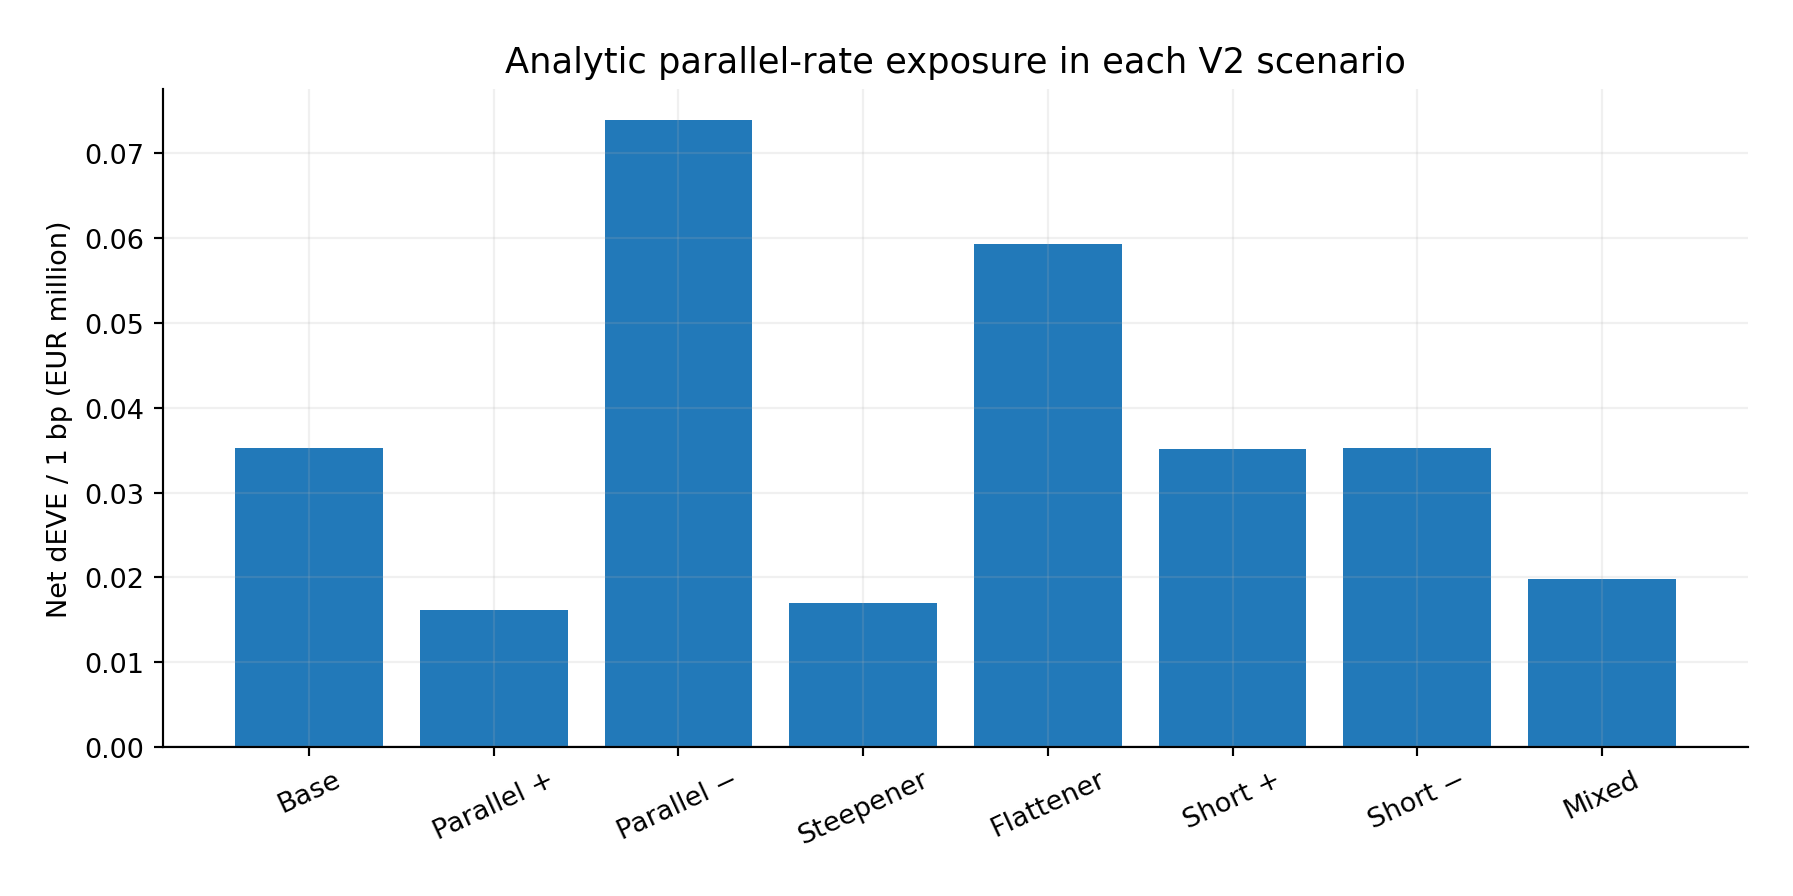 Analytic parallel-rate exposure in each V2 scenario
Net dEVE / 1 bp (EUR million)
0.07
0.06
0.05
0.04
0.03
0.02
0.01
0.00
Base
Parallel +
Parallel −
Steepener
Flattener
Short +
Short −
Mixed